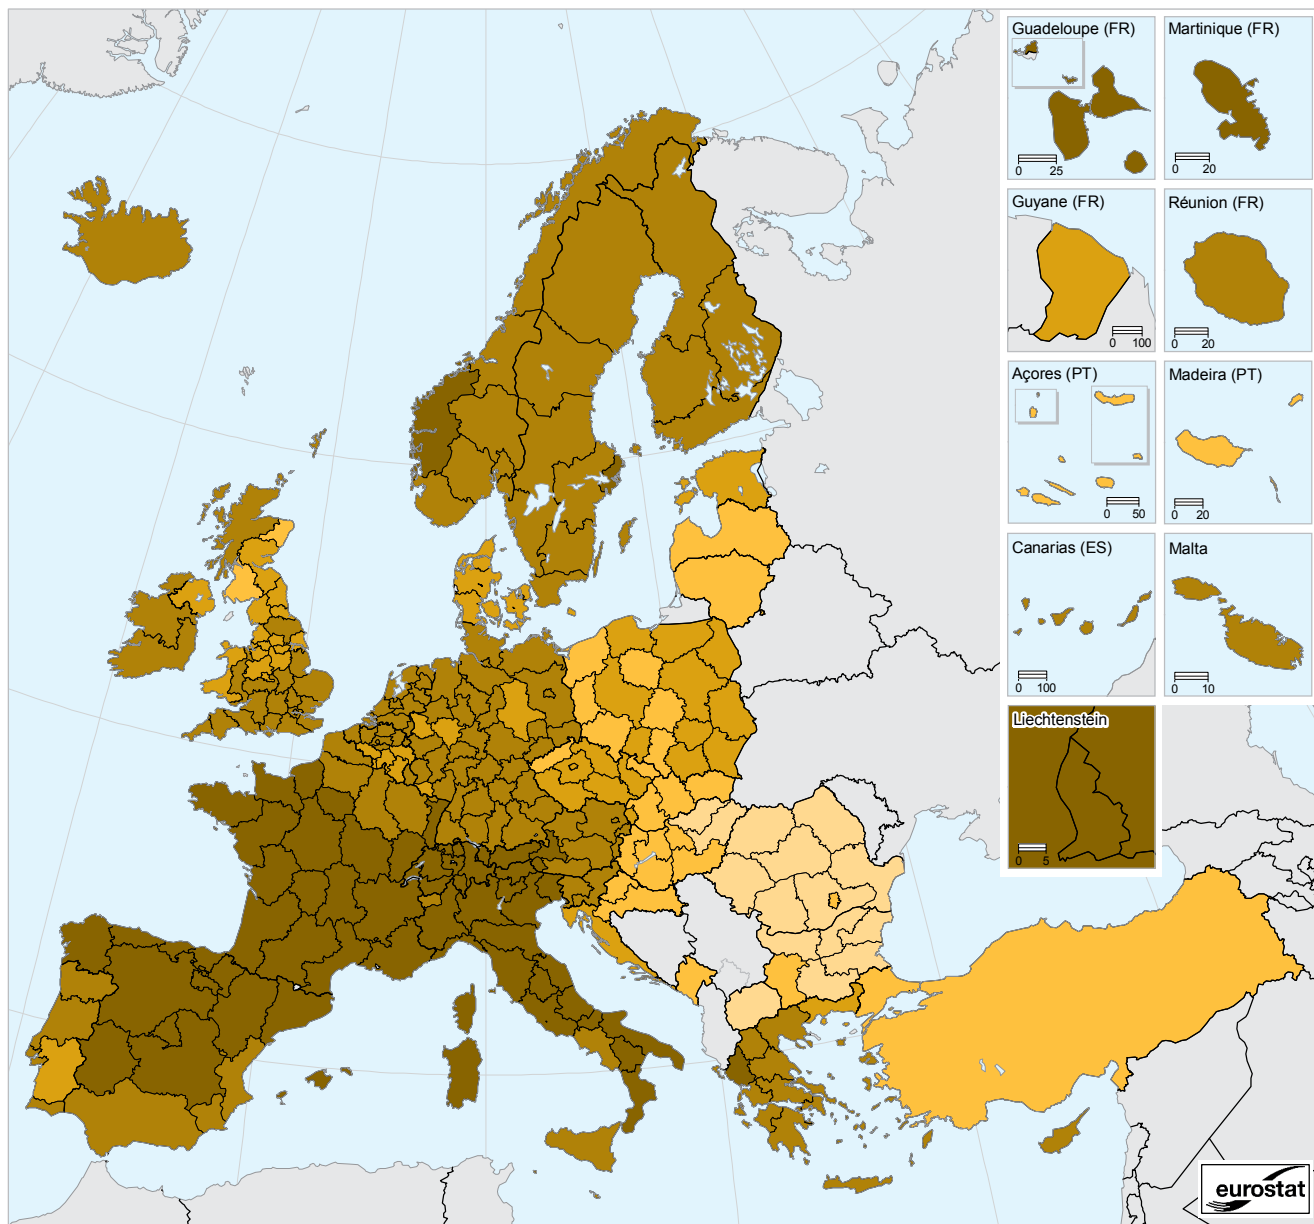 Guadeloupe (FR)
0 25
Martinique (FR)
0 20
Guyane (FR)
0 100
Réunion (FR)
0 20
Açores (PT)
0 50
Madeira (PT)
0 20
Canarias (ES)
0 100
Malta
0 10
Liechtenstein
0 5
eurostat